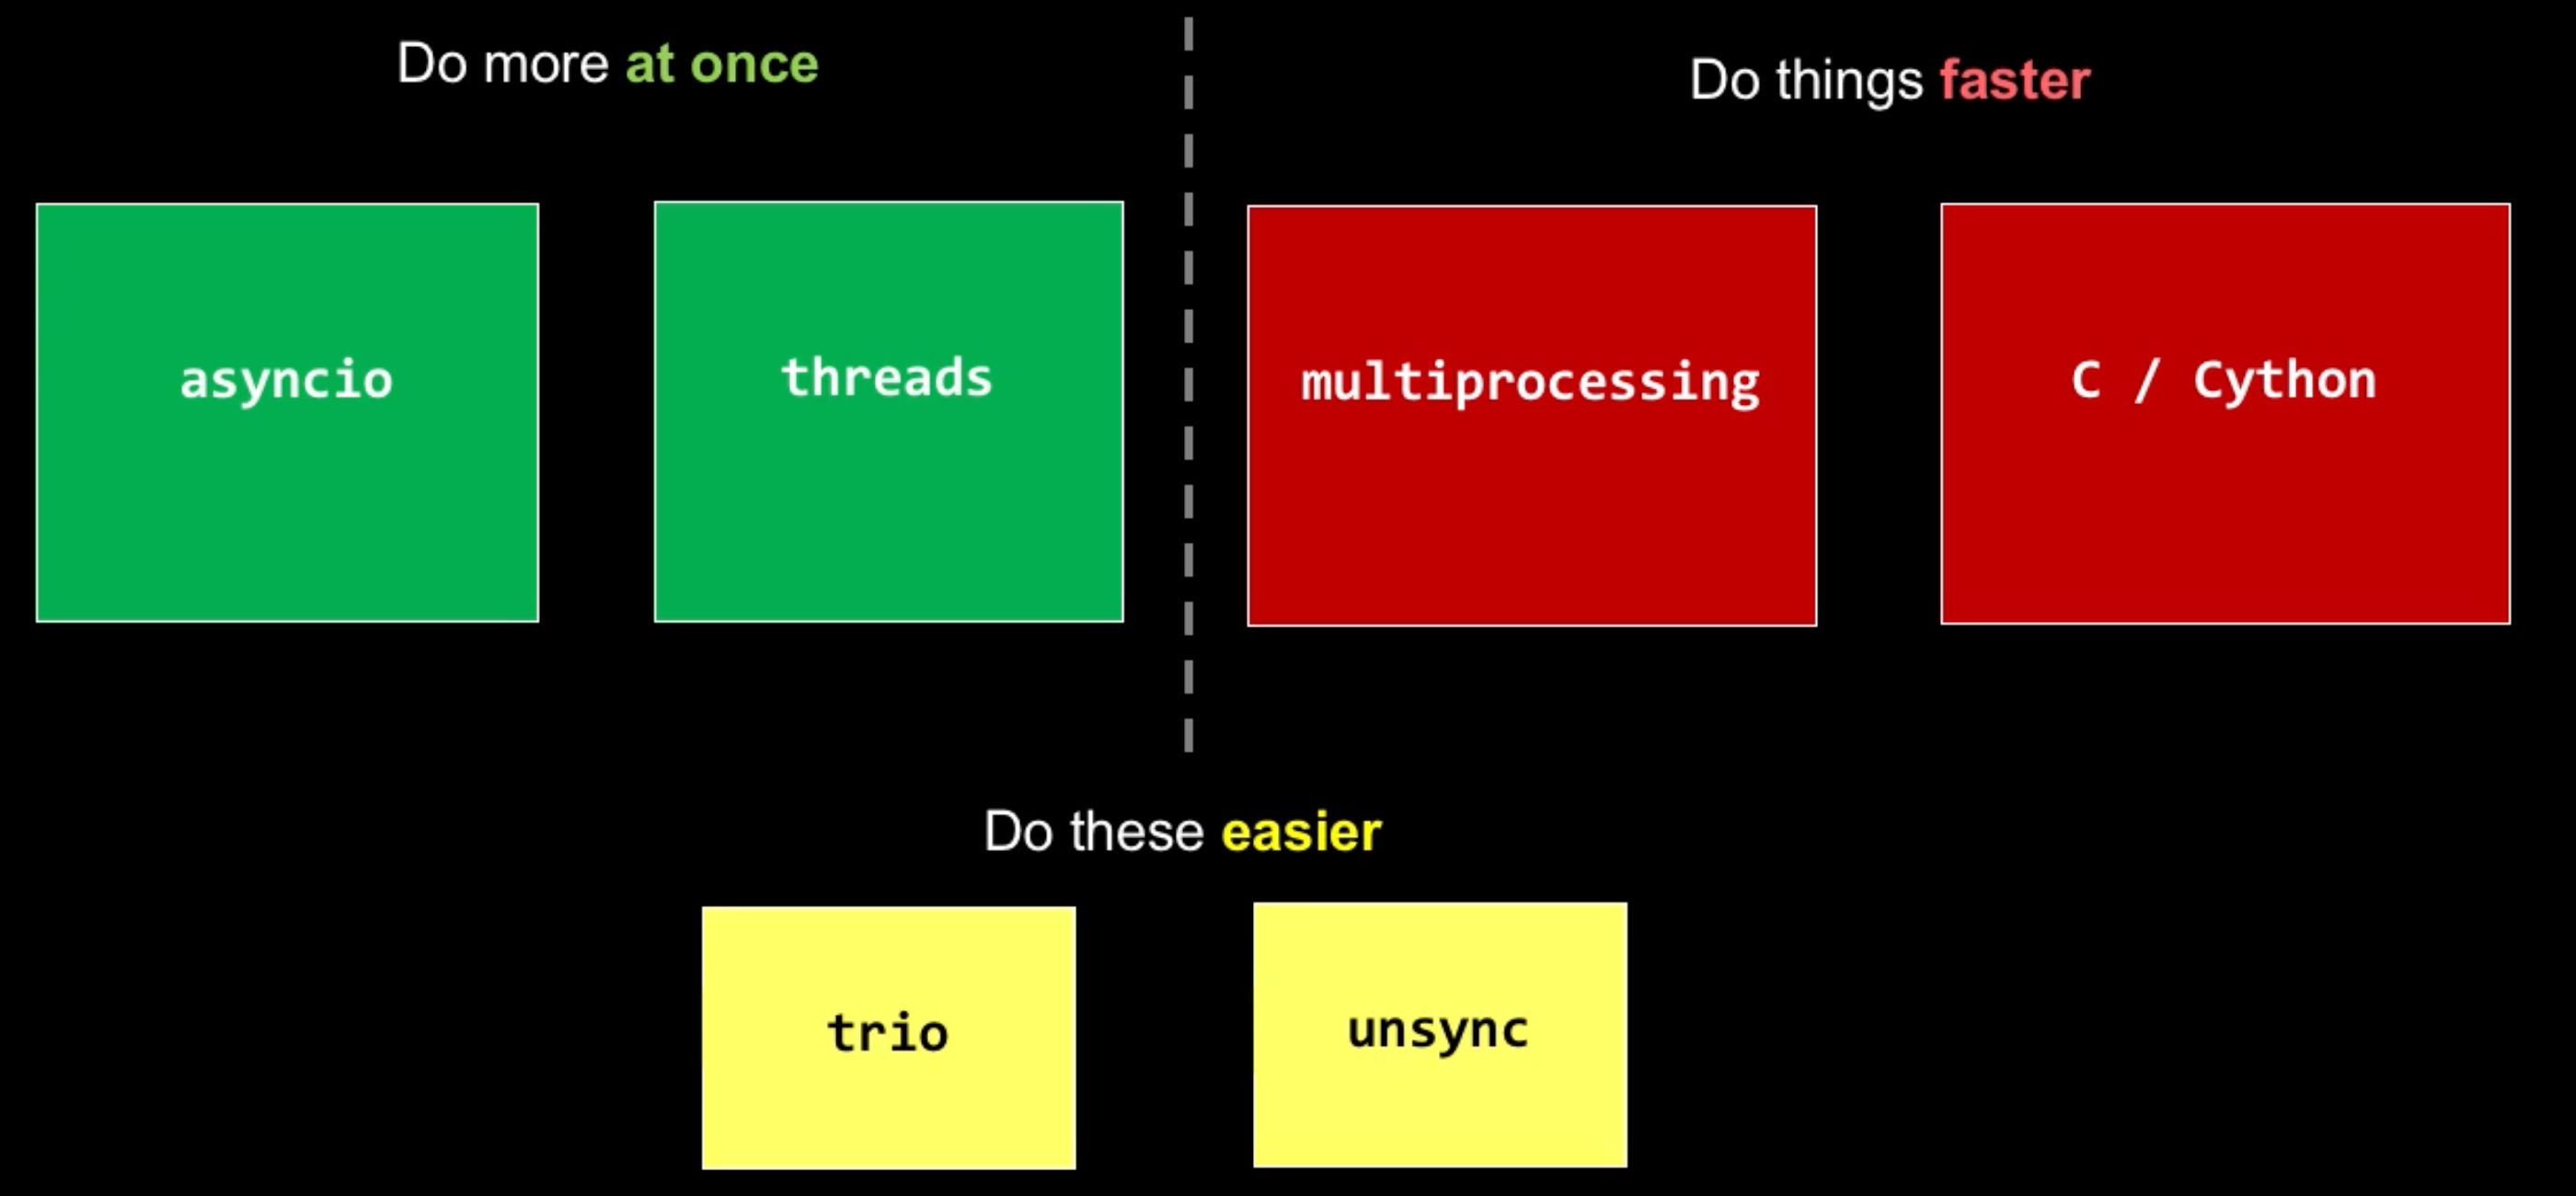 Do more at once
Do things faster
asyncio
threads
multiprocessing
C / Cython
Do these easier
trio
unsync